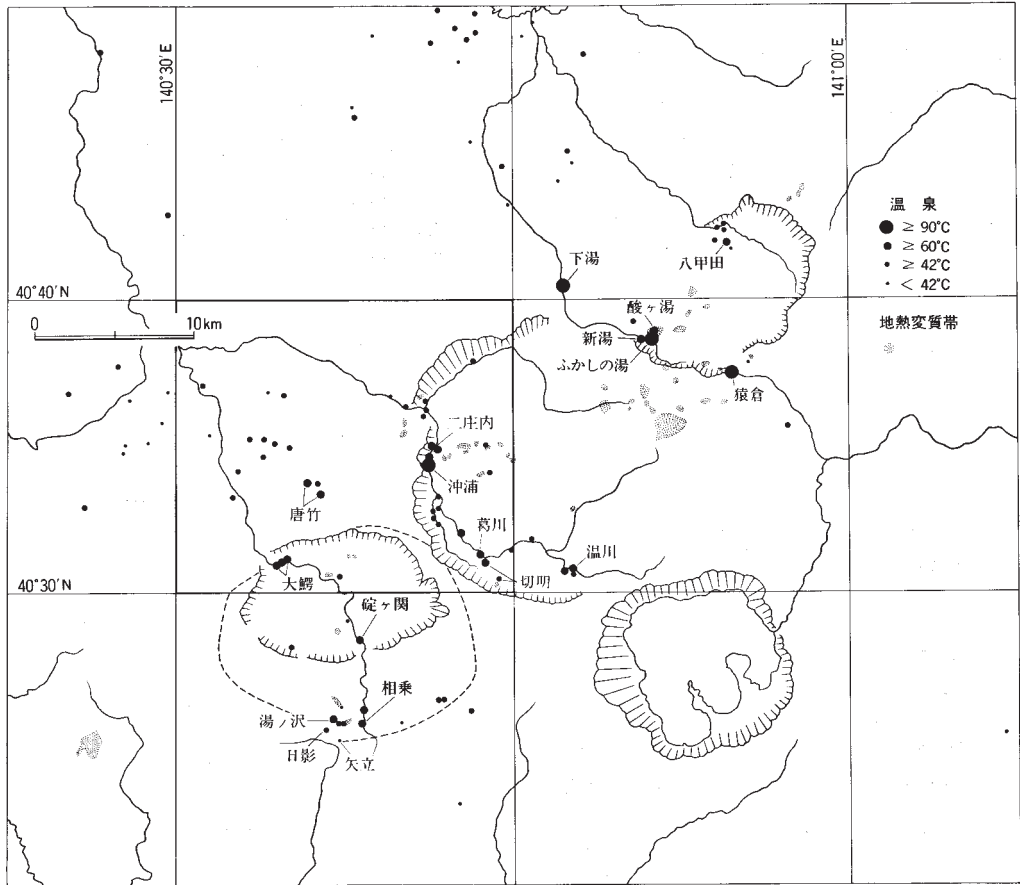 140°30′E
141°00′E
温 泉
≥ 90°C
≥ 60°C
≥ 42°C
< 42°C
八甲田
下湯
40°40′N
酸ヶ湯
地熱変質帯
0 10km
新湯
ふかしの湯
猿倉
二庄内
沖浦
唐竹
葛川
温川
切明
大鰐
40°30′N
碇ヶ関
相乗
湯ノ沢
日影
矢立